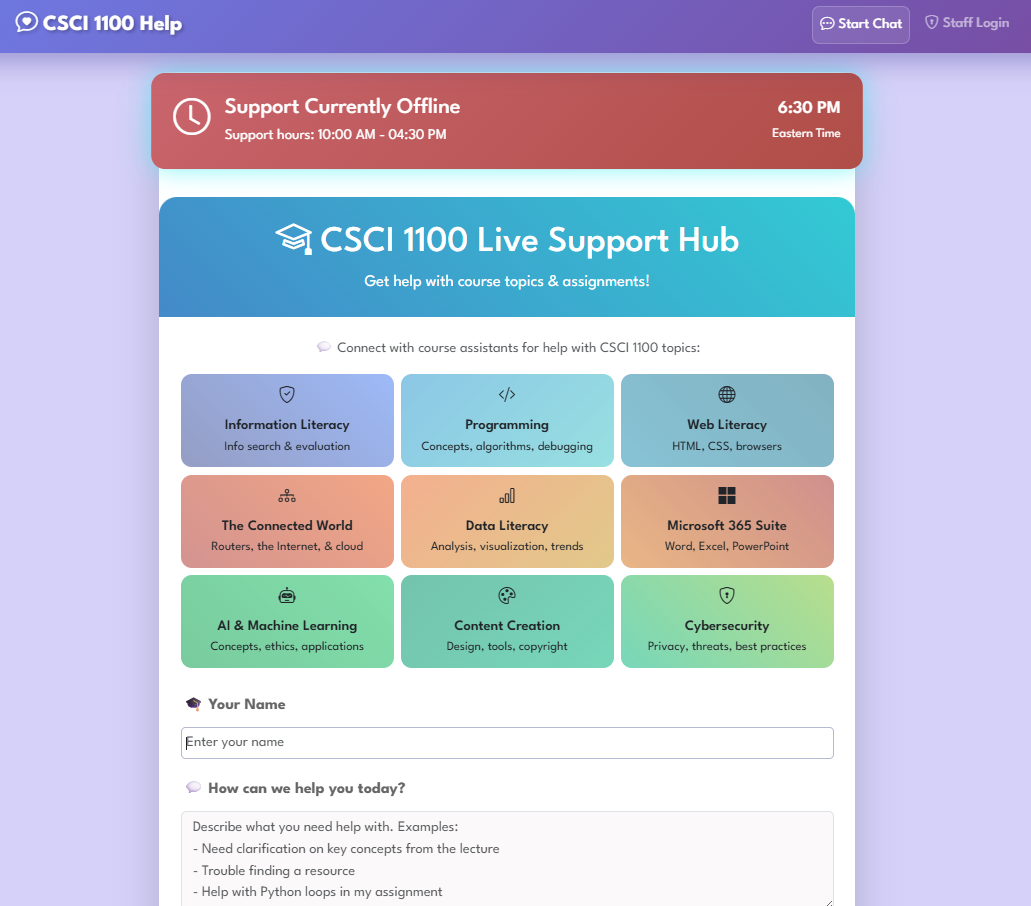 CSCI 1100 Help
Start Chat
Staff Login
Support Currently Offline
Support hours: 10:00 AM - 04:30 PM
6:30 PM
Eastern Time
CSCI 1100 Live Support Hub
Get help with course topics & assignments!
Connect with course assistants for help with CSCI 1100 topics:
Information Literacy
Info search & evaluation
Programming
Concepts, algorithms, debugging
Web Literacy
HTML, CSS, browsers
The Connected World
Routers, the Internet, & cloud
Data Literacy
Analysis, visualization, trends
Microsoft 365 Suite
Word, Excel, PowerPoint
AI & Machine Learning
Concepts, ethics, applications
Content Creation
Design, tools, copyright
Cybersecurity
Privacy, threats, best practices
Your Name
Enter your name
How can we help you today?
Describe what you need help with. Examples:
- Need clarification on key concepts from the lecture
- Trouble finding a resource
- Help with Python loops in my assignment